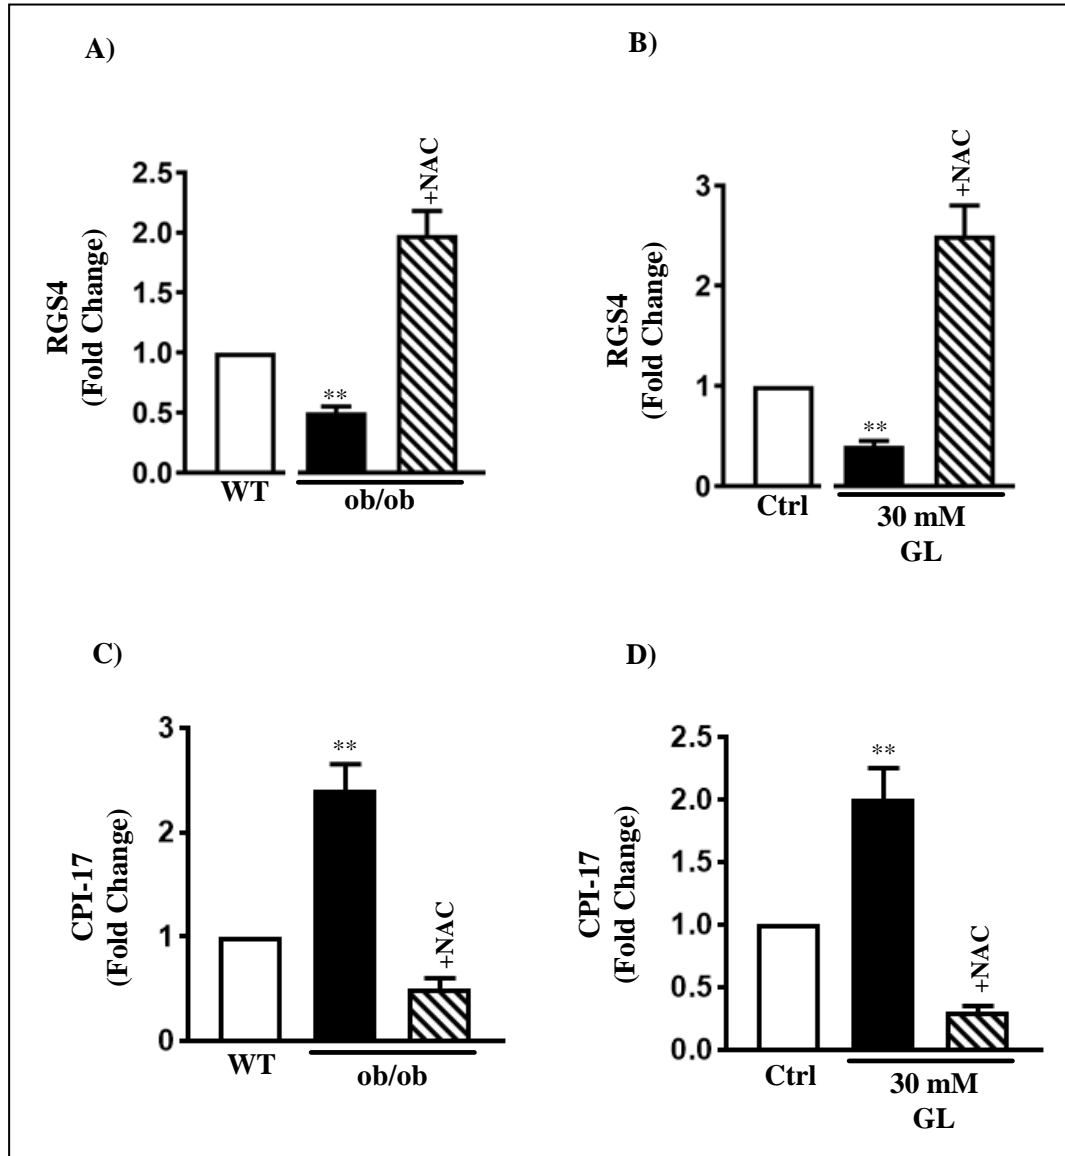 A)
RGS4
(Fold Change)
2.5
2.0
1.5
1.0
0.5
0.0
**
+NAC
WT
ob/ob
B)
RGS4
(Fold Change)
3
2
1
0
**
+NAC
Ctrl
30 mM
GL
C)
CPI-17
(Fold Change)
3
2
1
0
**
+NAC
WT
ob/ob
D)
CPI-17
(Fold Change)
2.5
2.0
1.5
1.0
0.5
0.0
**
+NAC
Ctrl
30 mM
GL